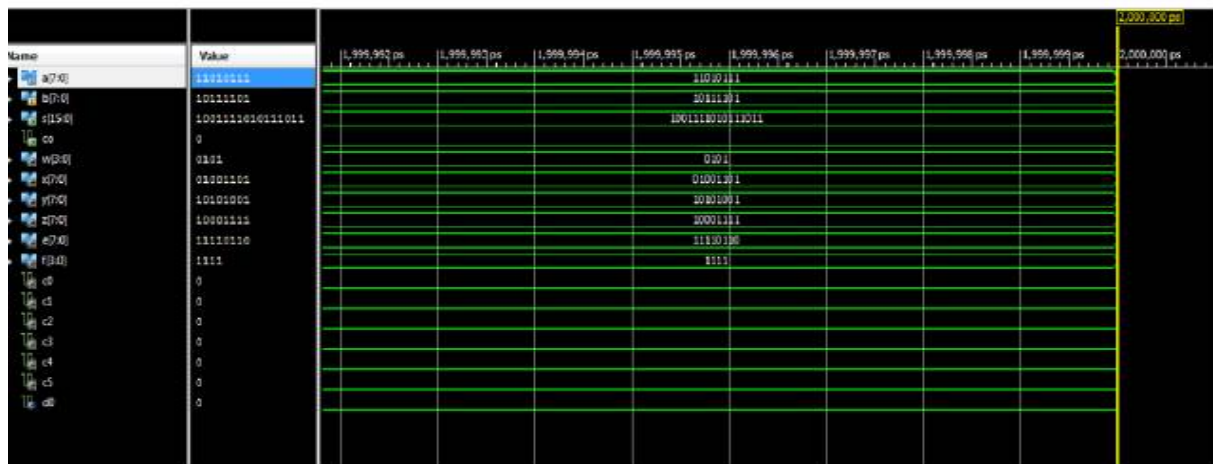 2,000,000 ps
Name Value 1,999,992 ps 1,999,993 ps 1,999,994 ps 1,999,995 ps 1,999,996 ps 1,999,997 ps 1,999,998 ps 1,999,999 ps 2,000,000 ps
a[7:0] 11010111 11010111
b[7:0] 10111101 10111101
s[15:0] 1001111010111011 1001111010111011
co 0
w[3:0] 0101 0101
x[7:0] 01001101 01001101
y[7:0] 10101001 10101001
z[7:0] 10001111 10001111
e[7:0] 11110110 11110110
f[3:0] 1111 1111
c0 0
c1 0
c2 0
c3 0
c4 0
c5 0
0